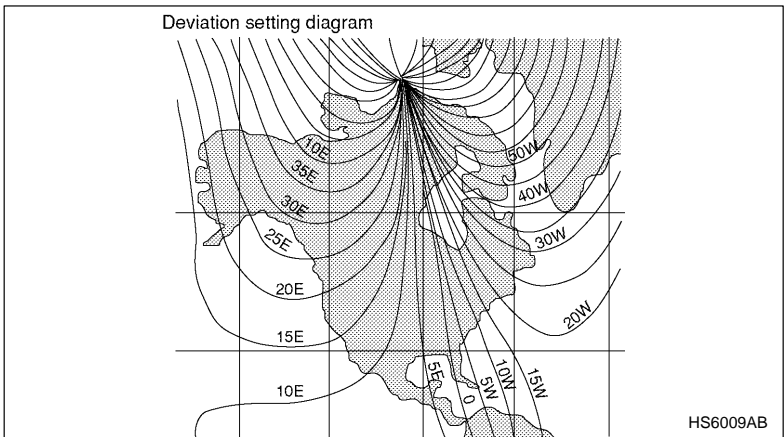 Deviation setting diagram
10E
35E
30E
25E
20E
15E
10E
50W
40W
30W
20W
5E
0
5W
10W
15W
HS6009AB